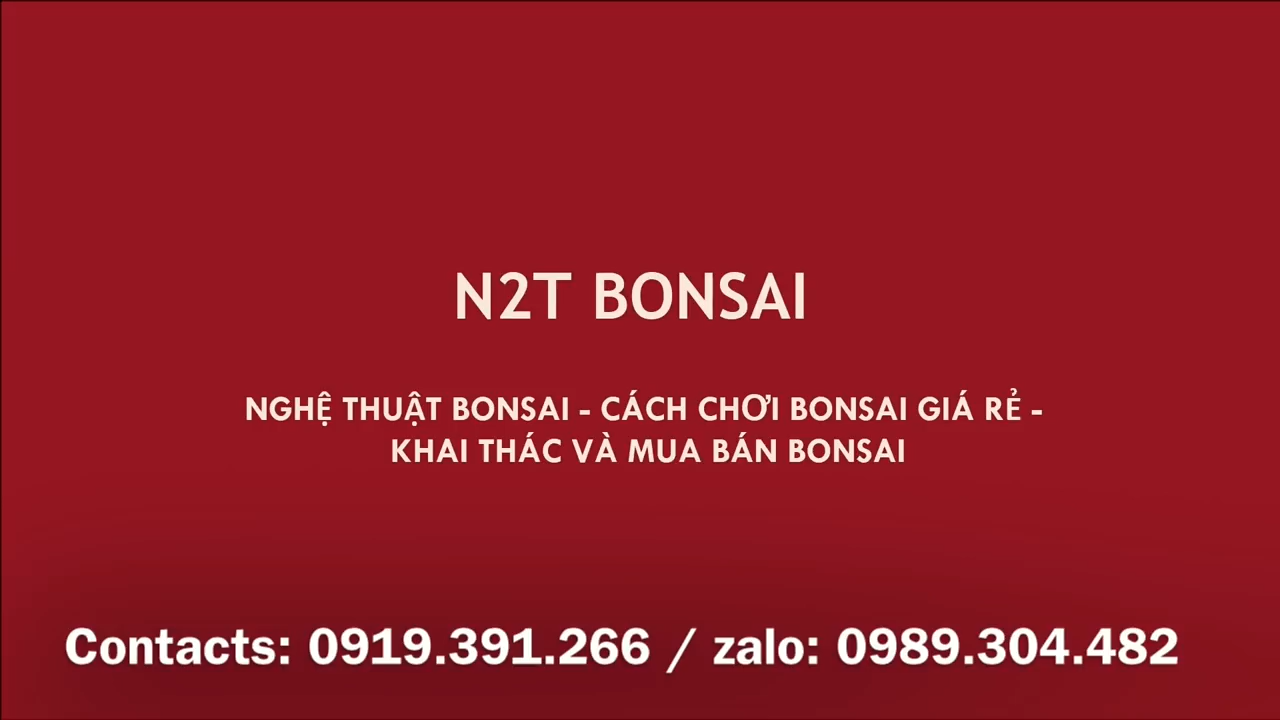 N2T BONSAI
NGHỆ THUẬT BONSAI - CÁCH CHƠI BONSAI GIÁ RẺ -
KHAI THÁC VÀ MUA BÁN BONSAI
Contacts: 0919.391.266 / zalo: 0989.304.482